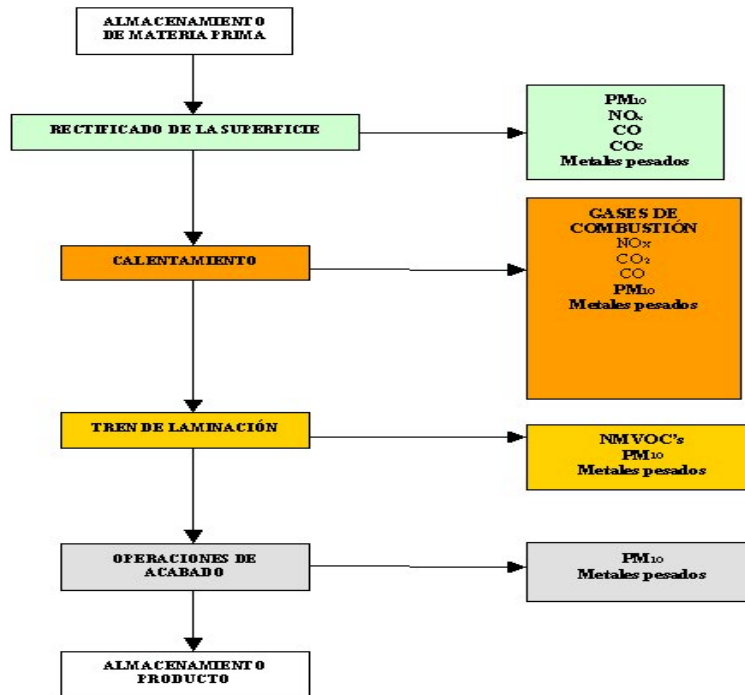 ALMACENAMIENTO
DE MATERIA PRIMA
RECTIFICADO DE LA SUPERFICIE
PM₁₀
NOₓ
CO
CO₂
Metales pesados
CALENTAMIENTO
GASES DE
COMBUSTIÓN
NOₓ
CO₂
CO
PM₁₀
Metales pesados
TREN DE LAMINACIÓN
NMVOC's
PM₁₀
Metales pesados
OPERACIONES DE
ACABADO
PM₁₀
Metales pesados
ALMACENAMIENTO
PRODUCTO